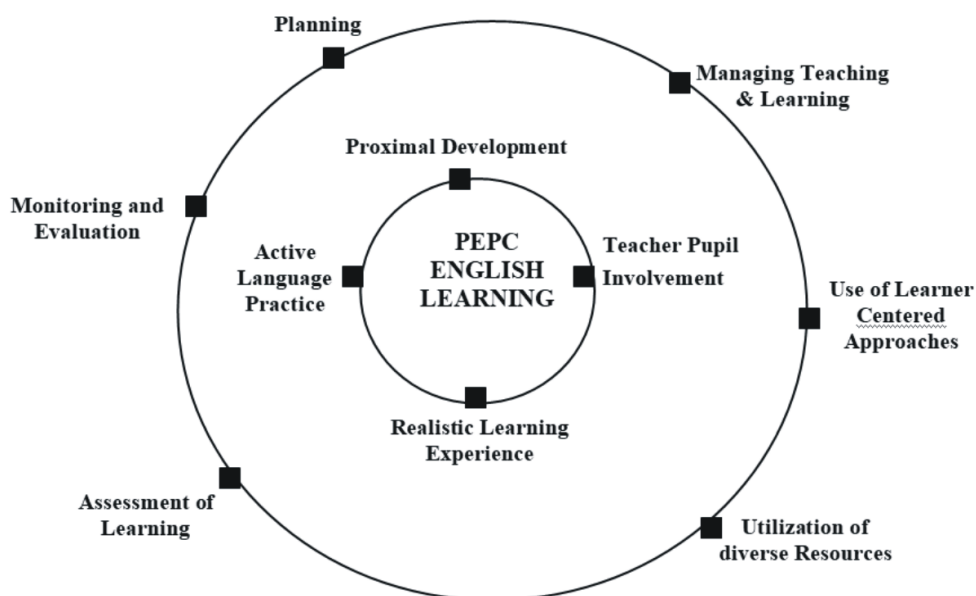 Planning
Managing Teaching
& Learning
Proximal Development
Monitoring and
Evaluation
Active
Language
Practice
PEPC
ENGLISH
LEARNING
Teacher Pupil
Involvement
Use of Learner
Centered
Approaches
Realistic Learning
Experience
Assessment of
Learning
Utilization of
diverse Resources